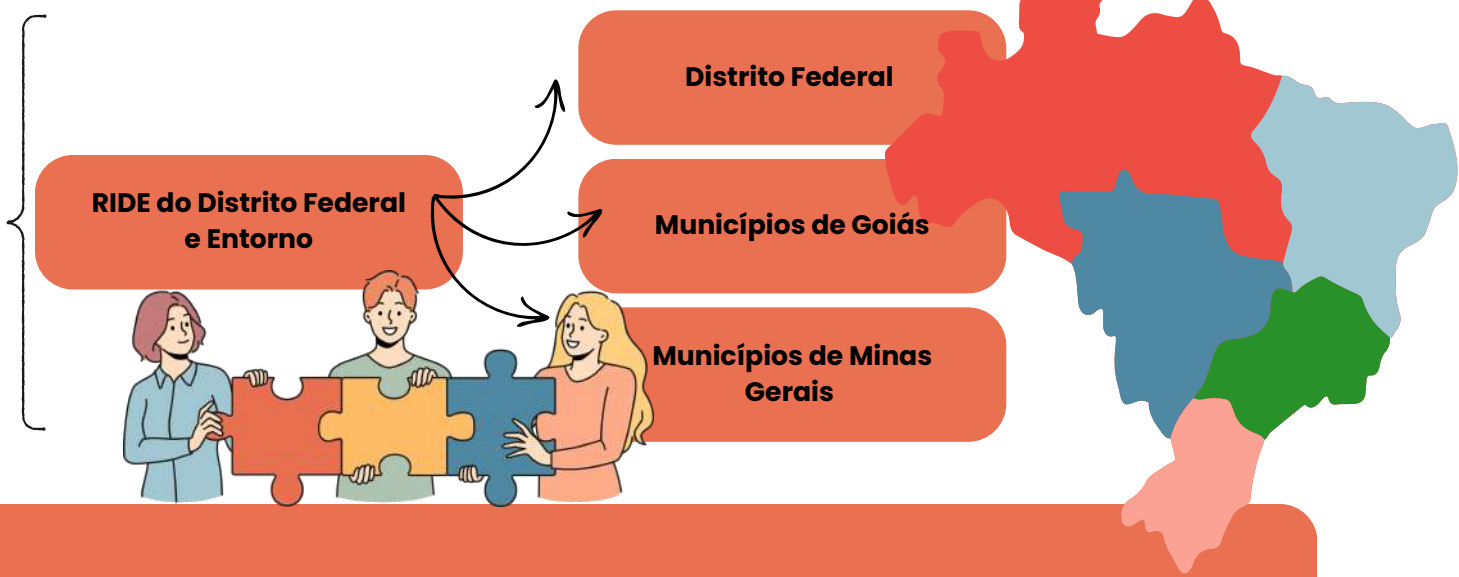 RIDE do Distrito Federal
e Entorno
Distrito Federal
Municípios de Goiás
Municípios de Minas
Gerais